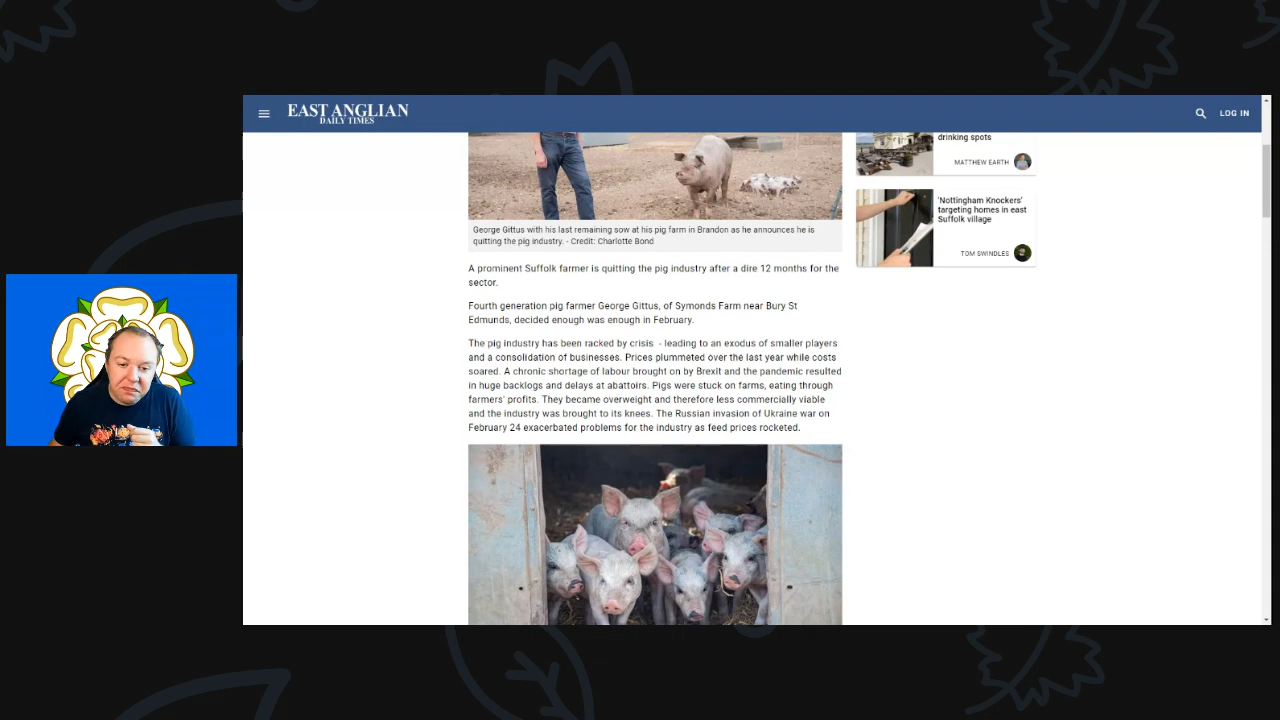 EAST ANGLIAN
DAILY TIMES
LOG IN
drinking spots
MATTHEW EARTH
'Nottingham Knockers'
targeting homes in east
Suffolk village
TOM SWINDLES
George Gittus with his last remaining sow at his pig farm in Brandon as he announces he is
quitting the pig industry. - Credit: Charlotte Bond
A prominent Suffolk farmer is quitting the pig industry after a dire 12 months for the
sector.
Fourth generation pig farmer George Gittus, of Symonds Farm near Bury St
Edmunds, decided enough was enough in February.
The pig industry has been racked by crisis - leading to an exodus of smaller players
and a consolidation of businesses. Prices plummeted over the last year while costs
soared. A chronic shortage of labour brought on by Brexit and the pandemic resulted
in huge backlogs and delays at abattoirs. Pigs were stuck on farms, eating through
farmers' profits. They became overweight and therefore less commercially viable
and the industry was brought to its knees. The Russian invasion of Ukraine war on
February 24 exacerbated problems for the industry as feed prices rocketed.